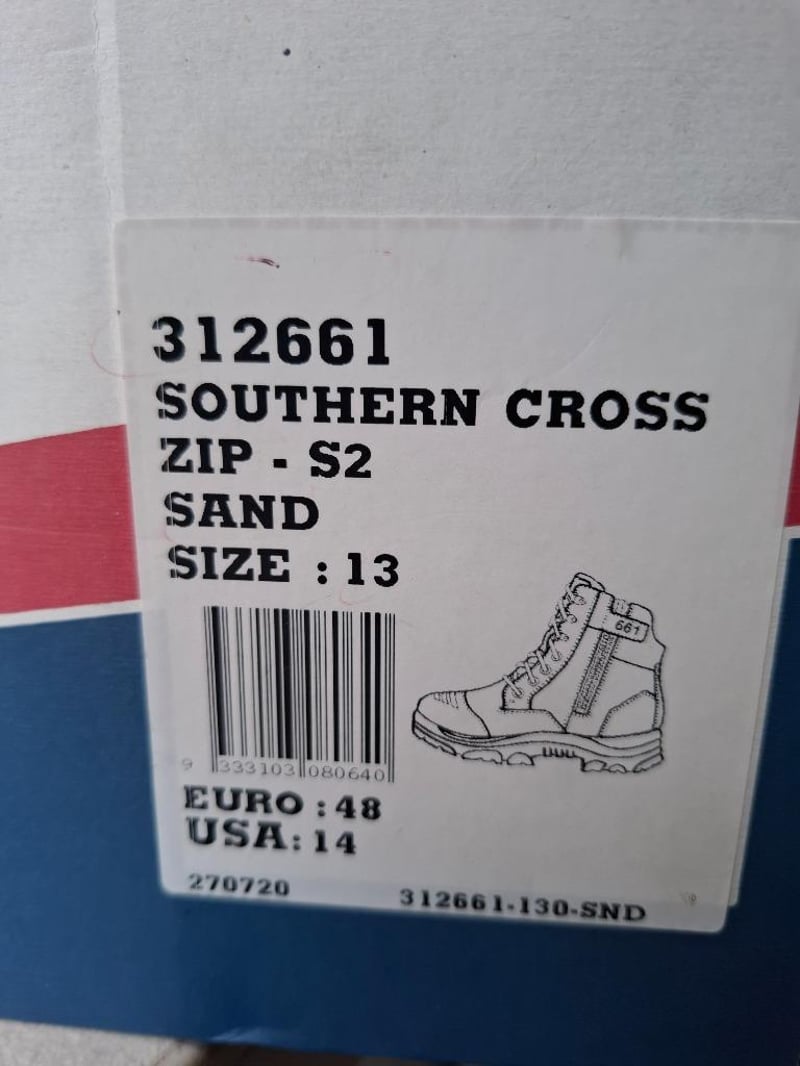 312661
SOUTHERN CROSS
ZIP - S2
SAND
SIZE : 13
661
9 333103 080640
EURO : 48
USA: 14
270720 312661-130-SND